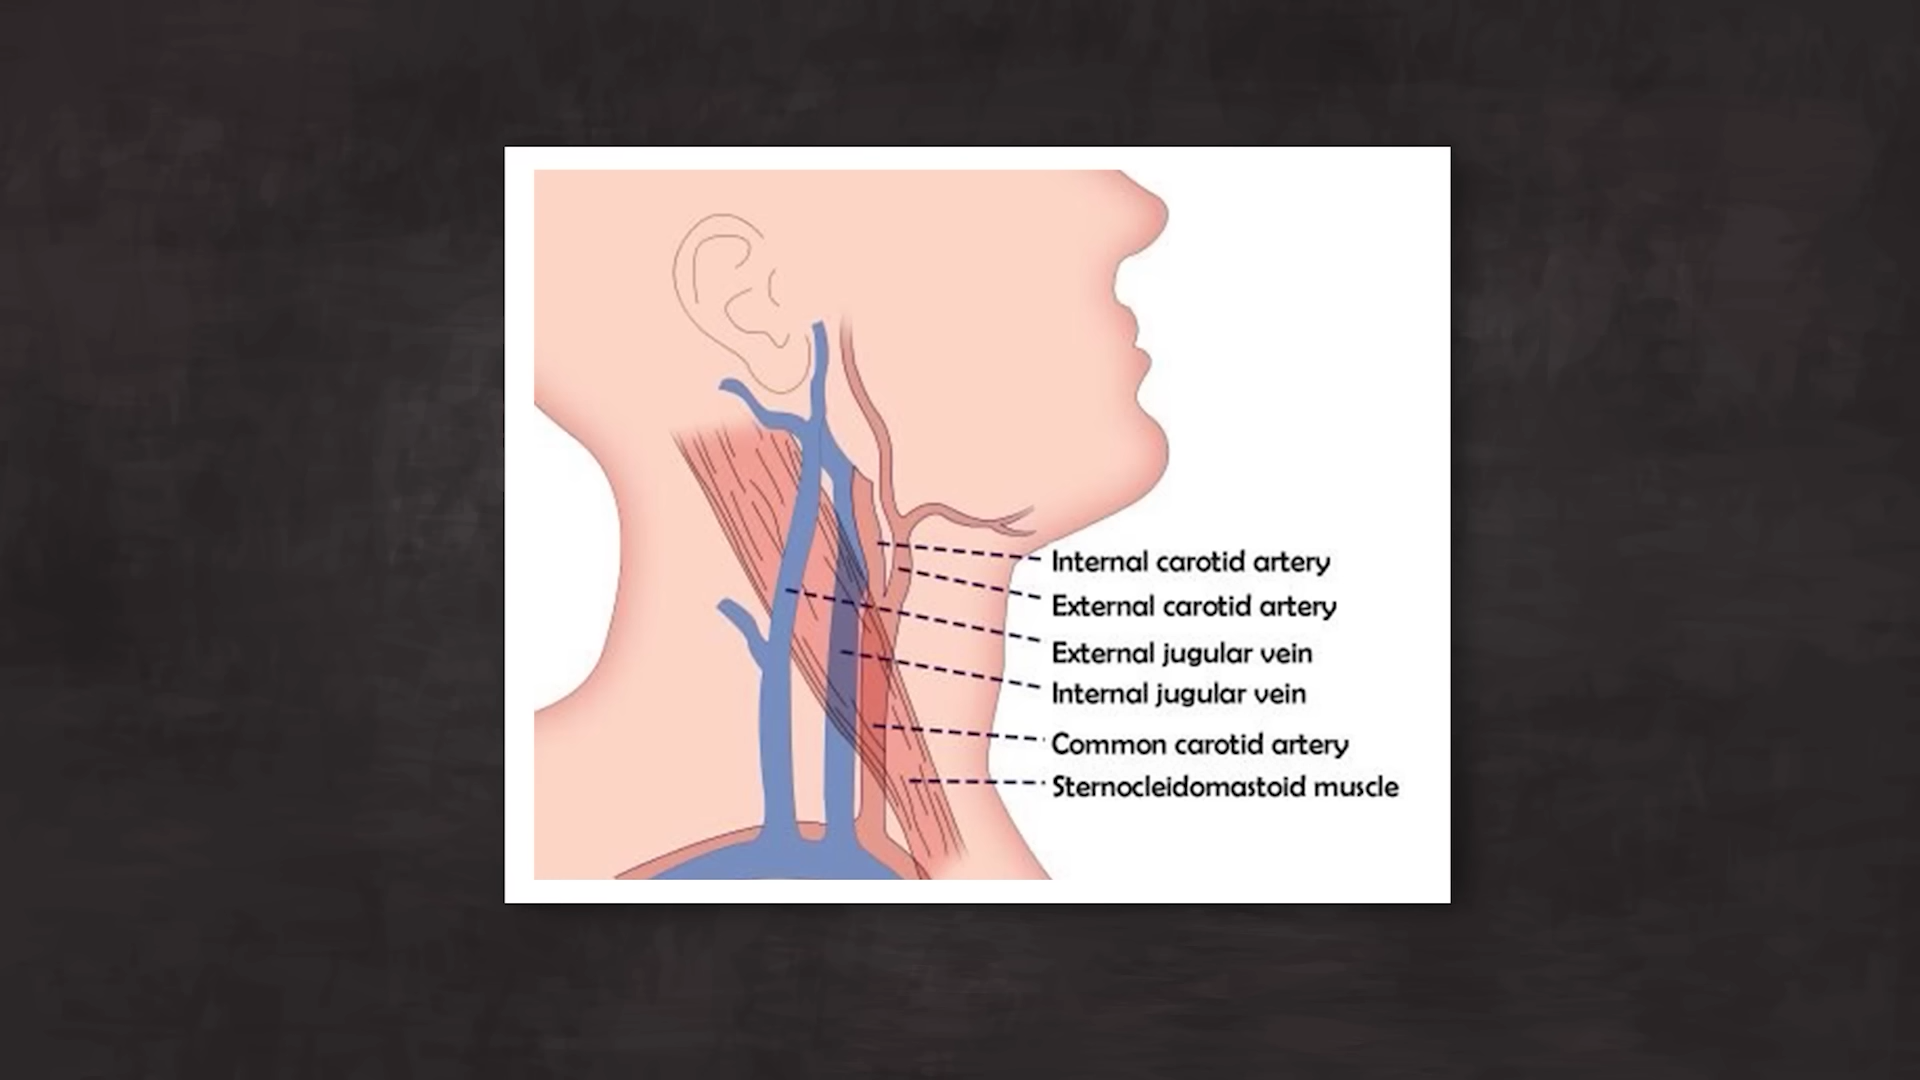 Internal carotid artery
External carotid artery
External jugular vein
Internal jugular vein
Common carotid artery
Sternocleidomastoid muscle